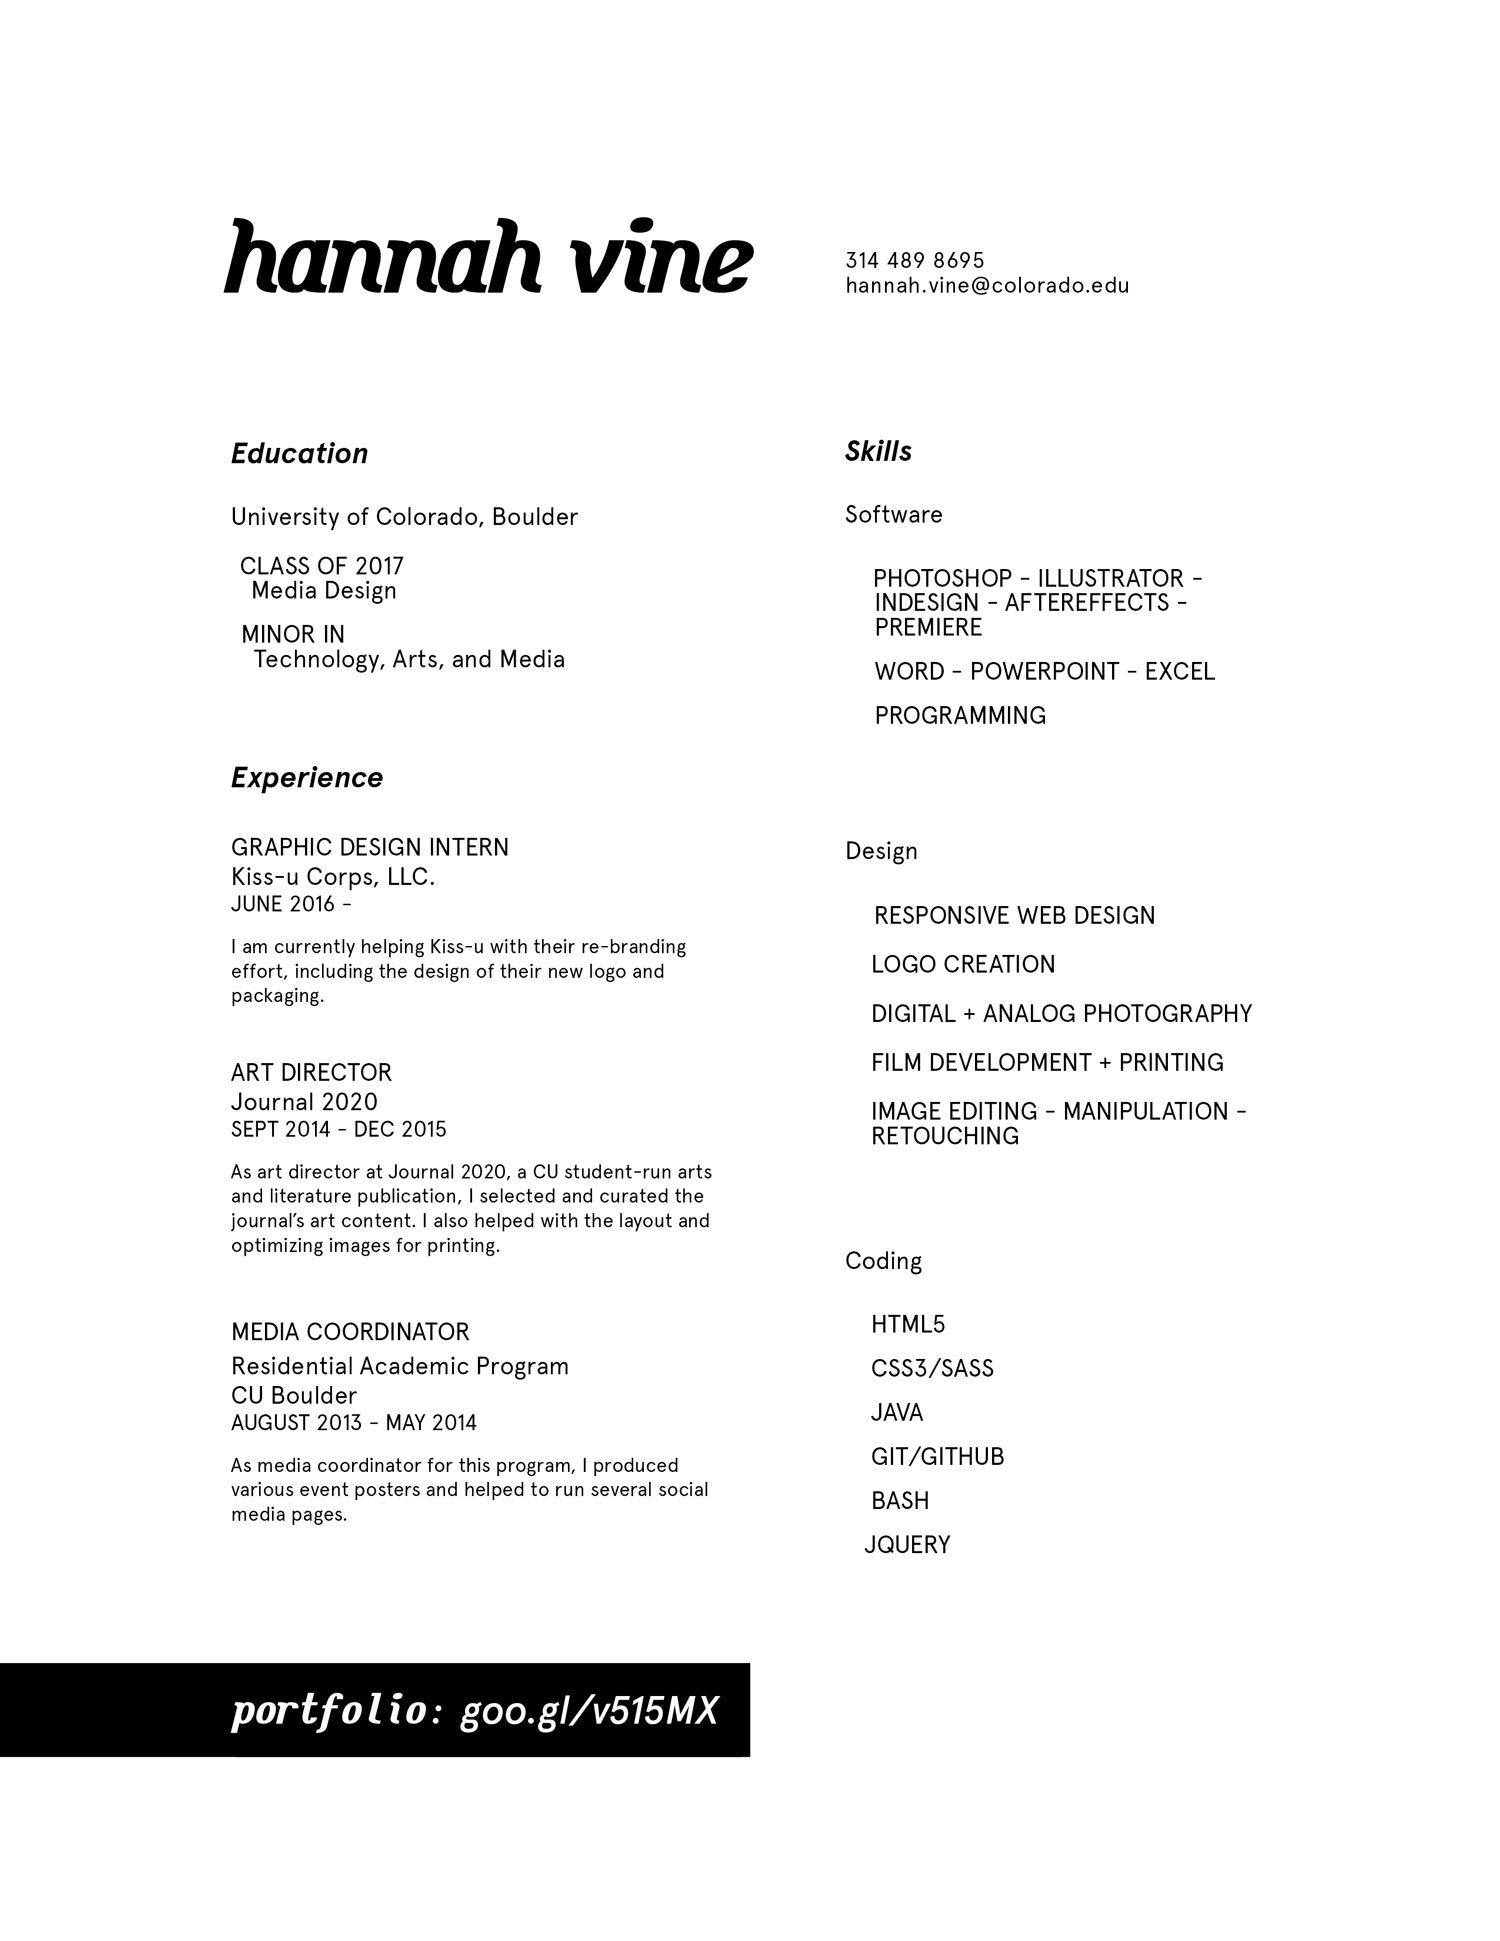 hannah vine
314 489 8695
hannah.vine@colorado.edu
Education
University of Colorado, Boulder
CLASS OF 2017
Media Design
MINOR IN
Technology, Arts, and Media
Experience
GRAPHIC DESIGN INTERN
Kiss-u Corps, LLC.
JUNE 2016 -
I am currently helping Kiss-u with their re-branding
effort, including the design of their new logo and
packaging.
ART DIRECTOR
Journal 2020
SEPT 2014 - DEC 2015
As art director at Journal 2020, a CU student-run arts
and literature publication, I selected and curated the
journal's art content. I also helped with the layout and
optimizing images for printing.
MEDIA COORDINATOR
Residential Academic Program
CU Boulder
AUGUST 2013 - MAY 2014
As media coordinator for this program, I produced
various event posters and helped to run several social
media pages.
Skills
Software
PHOTOSHOP - ILLUSTRATOR -
INDESIGN - AFTEREFFECTS -
PREMIERE
WORD - POWERPOINT - EXCEL
PROGRAMMING
Design
RESPONSIVE WEB DESIGN
LOGO CREATION
DIGITAL + ANALOG PHOTOGRAPHY
FILM DEVELOPMENT + PRINTING
IMAGE EDITING - MANIPULATION -
RETOUCHING
Coding
HTML5
CSS3/SASS
JAVA
GIT/GITHUB
BASH
JQUERY
portfolio: goo.gl/v515MX